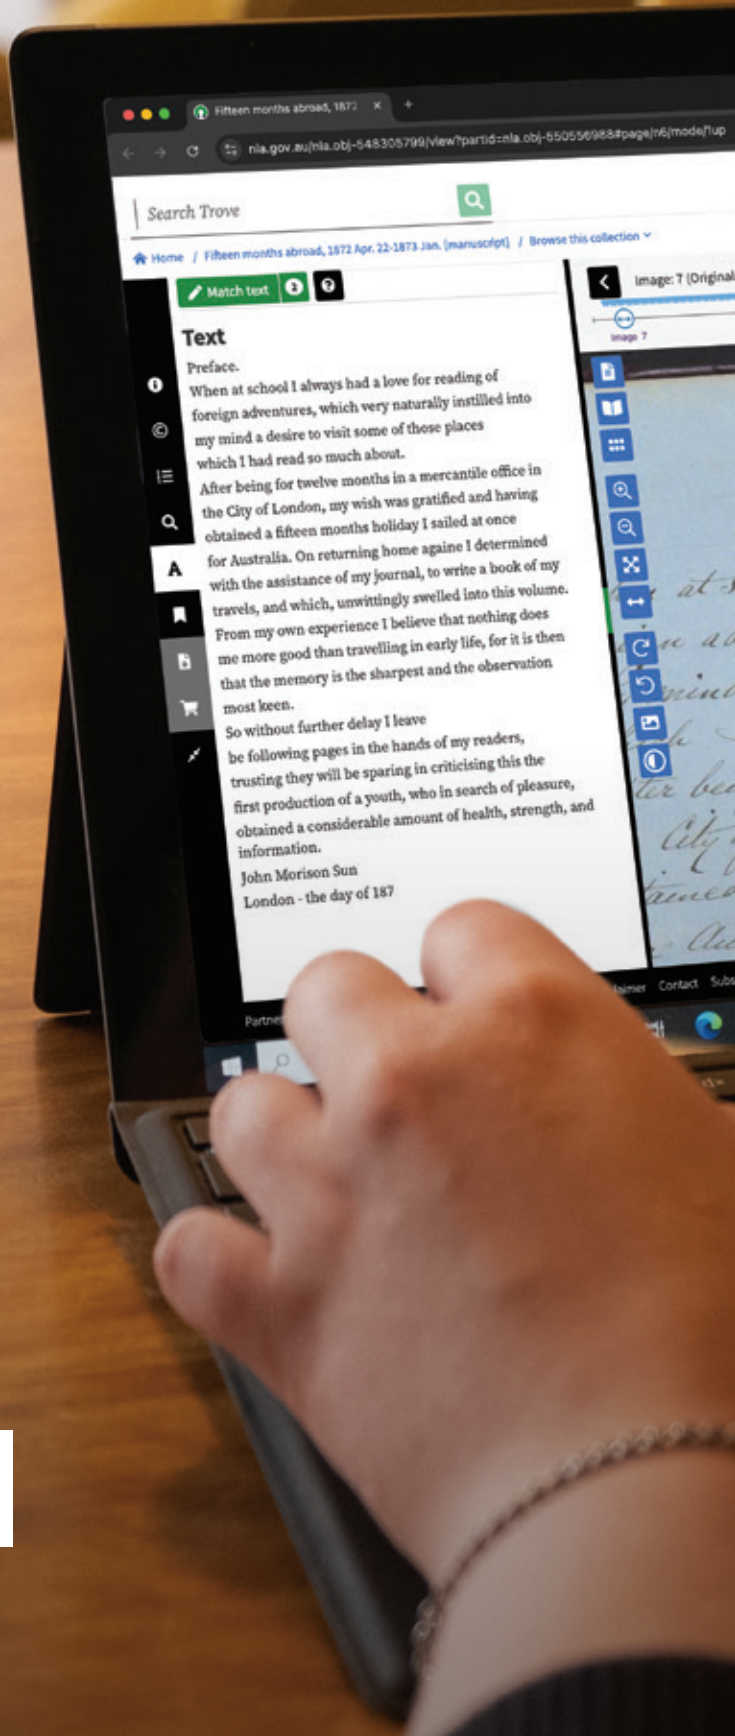 Fifteen months abroad, 1872
nla.gov.au/nla.obj-548305799/view?partid=nla.obj-550556988#page/n6/mode/1up
Search Trove
Home / Fifteen months abroad, 1872 Apr. 22-1873 Jan. [manuscript] / Browse this collection
Match text 2
Image: 7 (Original
Image 7
Text
Preface.
When at school I always had a love for reading of
foreign adventures, which very naturally instilled into
my mind a desire to visit some of those places
which I had read so much about.
After being for twelve months in a mercantile office in
the City of London, my wish was gratified and having
obtained a fifteen months holiday I sailed at once
for Australia. On returning home againe I determined
with the assistance of my journal, to write a book of my
travels, and which, unwittingly swelled into this volume.
From my own experience I believe that nothing does
me more good than travelling in early life, for it is then
that the memory is the sharpest and the observation
most keen.
So without further delay I leave
be following pages in the hands of my readers,
trusting they will be sparing in criticising this the
first production of a youth, who in search of pleasure,
obtained a considerable amount of health, strength, and
information.
John Morison Sun
London - the day of 187
at
City
Partne
laimer Contact Subs